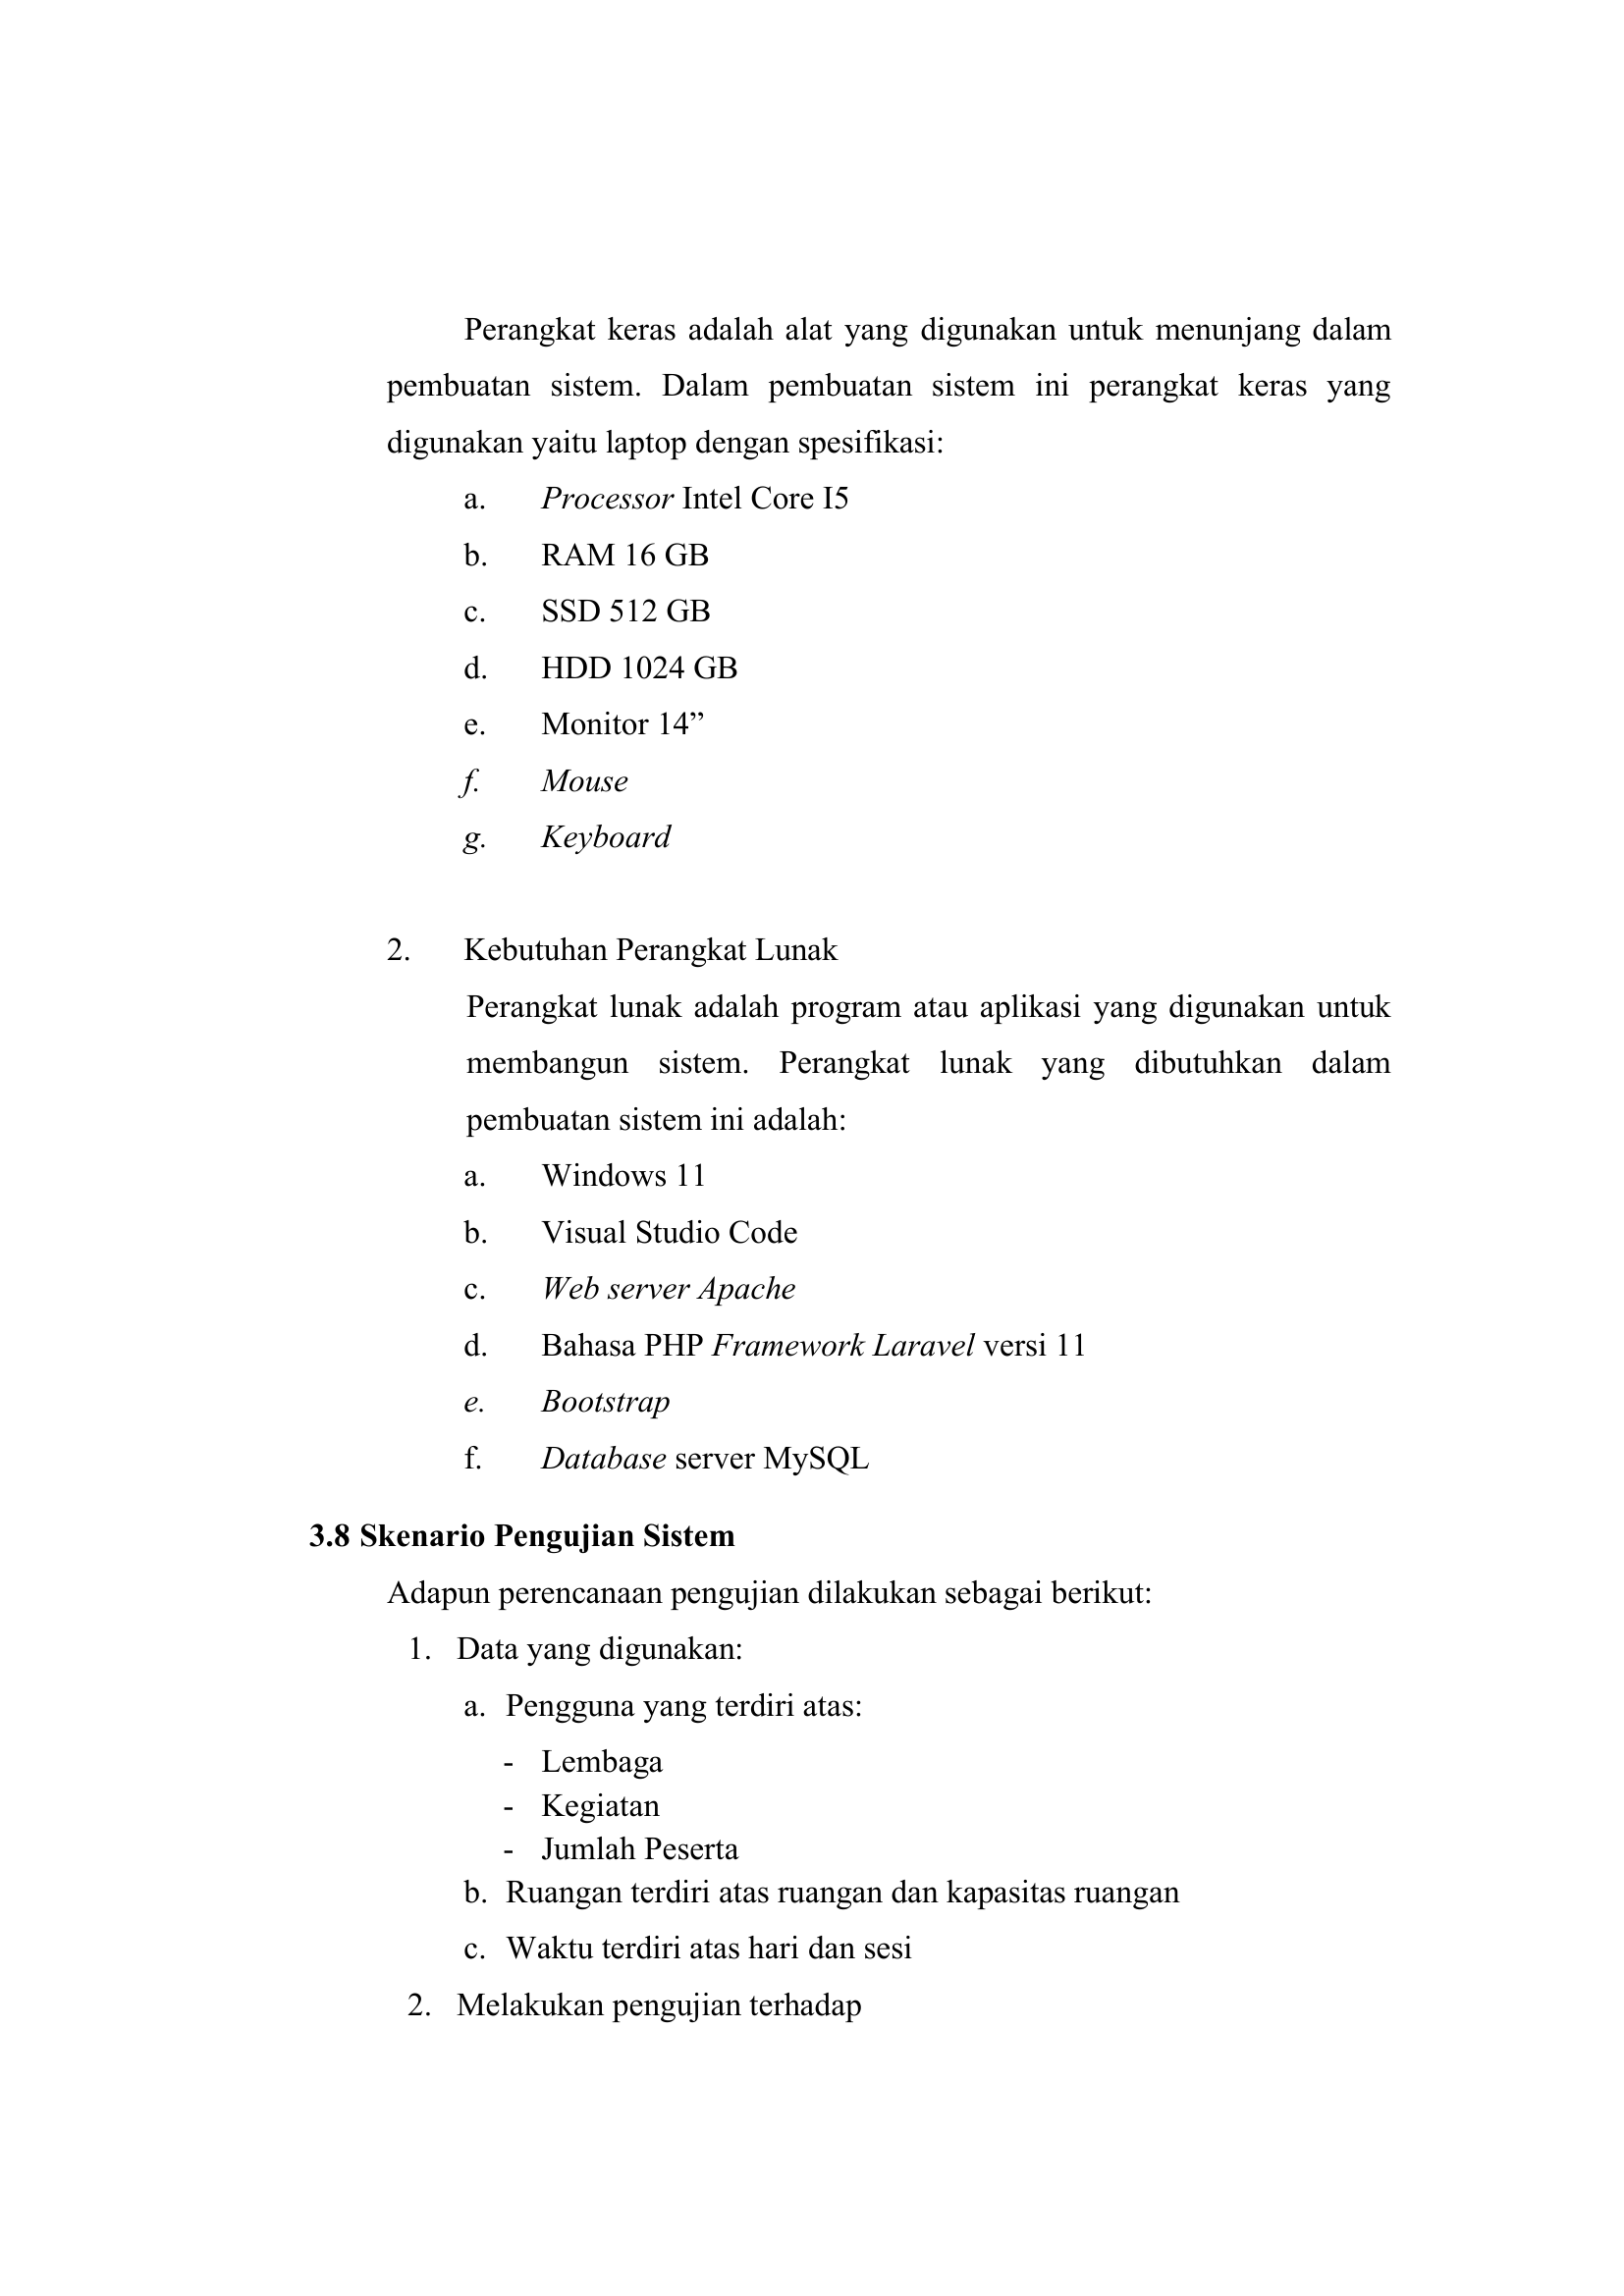 Perangkat keras adalah alat yang digunakan untuk menunjang dalam
pembuatan sistem. Dalam pembuatan sistem ini perangkat keras yang
digunakan yaitu laptop dengan spesifikasi:
a. Processor Intel Core I5
b. RAM 16 GB
c. SSD 512 GB
d. HDD 1024 GB
e. Monitor 14”
f. Mouse
g. Keyboard
2. Kebutuhan Perangkat Lunak
Perangkat lunak adalah program atau aplikasi yang digunakan untuk
membangun sistem. Perangkat lunak yang dibutuhkan dalam
pembuatan sistem ini adalah:
a. Windows 11
b. Visual Studio Code
c. Web server Apache
d. Bahasa PHP Framework Laravel versi 11
e. Bootstrap
f. Database server MySQL
3.8 Skenario Pengujian Sistem
Adapun perencanaan pengujian dilakukan sebagai berikut:
1. Data yang digunakan:
a. Pengguna yang terdiri atas:
- Lembaga
- Kegiatan
- Jumlah Peserta
b. Ruangan terdiri atas ruangan dan kapasitas ruangan
c. Waktu terdiri atas hari dan sesi
2. Melakukan pengujian terhadap